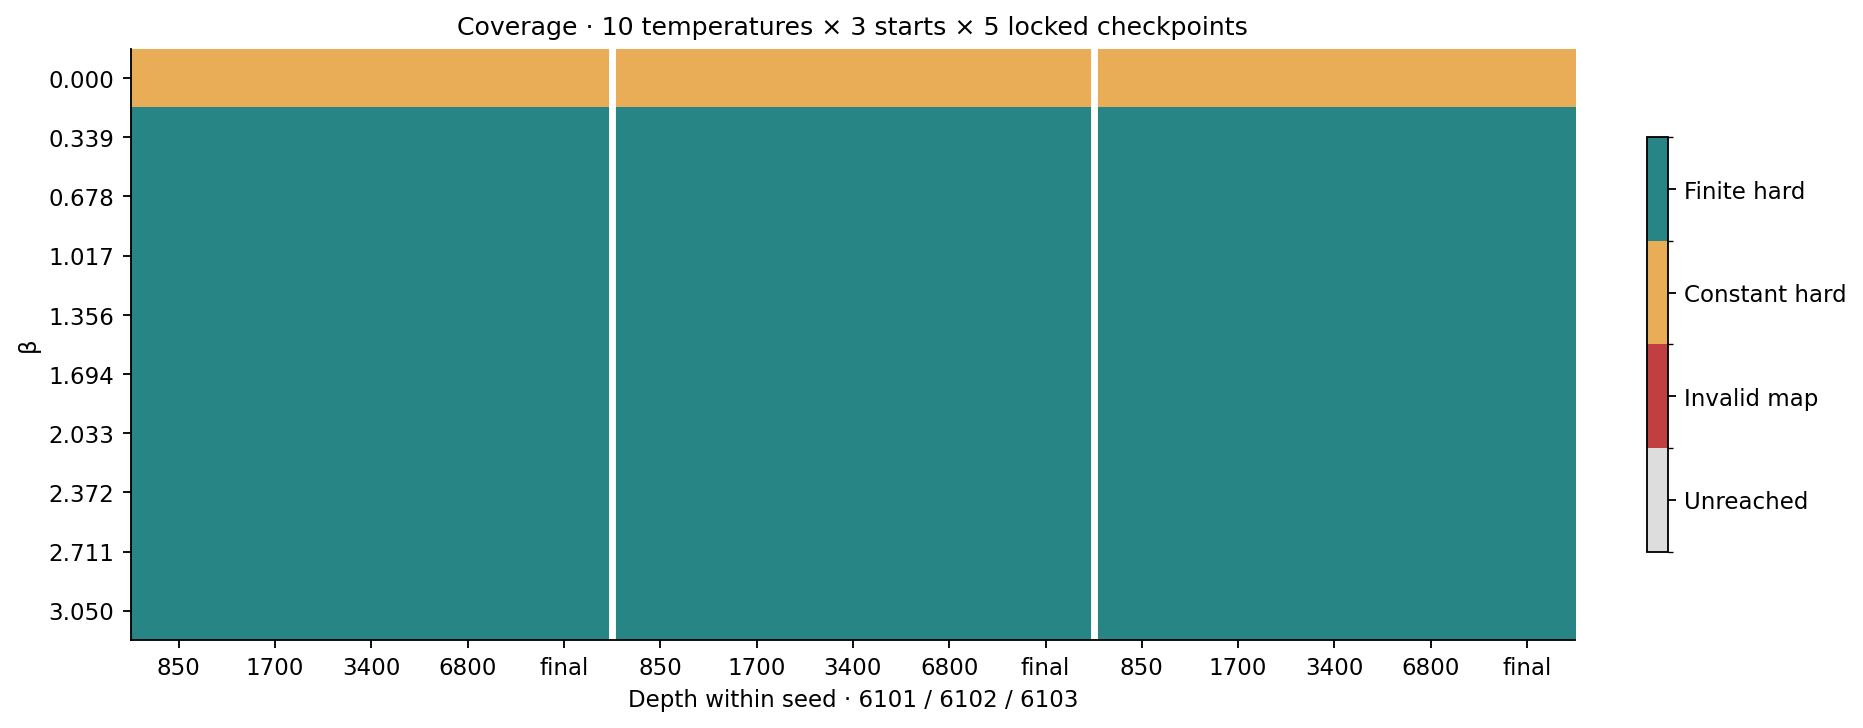 Coverage · 10 temperatures × 3 starts × 5 locked checkpoints
β
0.000
0.339
0.678
1.017
1.356
1.694
2.033
2.372
2.711
3.050
850 1700 3400 6800 final 850 1700 3400 6800 final 850 1700 3400 6800 final
Depth within seed · 6101 / 6102 / 6103
Finite hard
Constant hard
Invalid map
Unreached